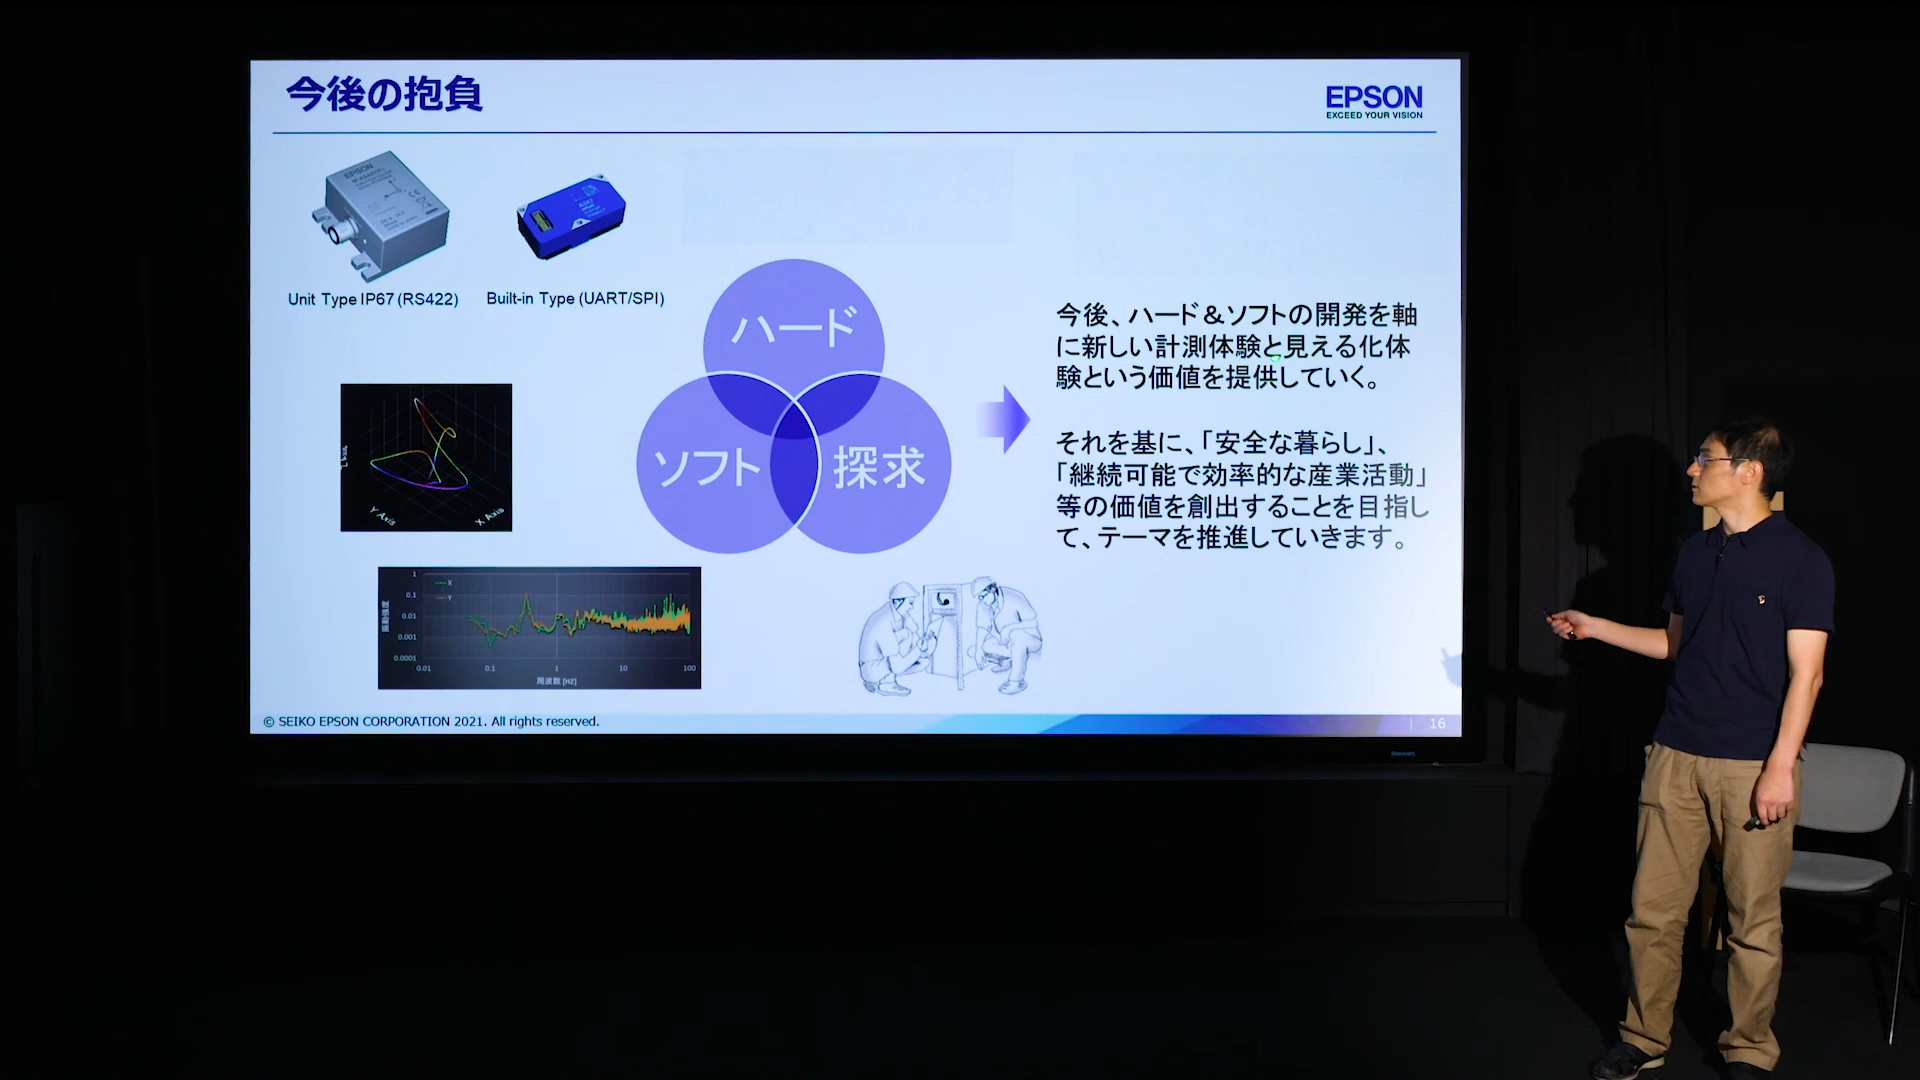 今後の抱負
EPSON
EXCEED YOUR VISION
EPSON
Unit Type IP67 (RS422)
Built-in Type (UART/SPI)
ハード
ソフト
探求
今後、ハード＆ソフトの開発を軸
に新しい計測体験と見える化体
験という価値を提供していく。
それを基に、「安全な暮らし」、
「継続可能で効率的な産業活動」
等の価値を創出することを目指し
て、テーマを推進していきます。
Y Axis
X Axis
X
Y
1
0.1
0.01
0.001
0.0001
0.01
0.1
1
10
100
周波数 [HZ]
© SEIKO EPSON CORPORATION 2021. All rights reserved.
16